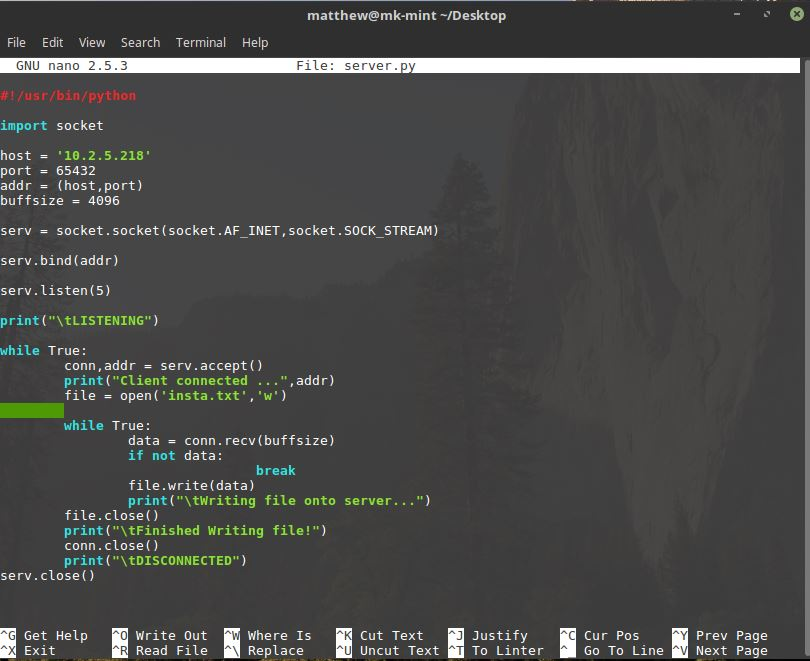 matthew@mk-mint ~/Desktop
File Edit View Search Terminal Help
GNU nano 2.5.3 File: server.py
#!/usr/bin/python
import socket
host = '10.2.5.218'
port = 65432
addr = (host,port)
buffsize = 4096
serv = socket.socket(socket.AF_INET,socket.SOCK_STREAM)
serv.bind(addr)
serv.listen(5)
print("\tLISTENING")
while True:
        conn,addr = serv.accept()
        print("Client connected ...",addr)
        file = open('insta.txt','w')
        while True:
                data = conn.recv(buffsize)
                if not data:
                                break
                file.write(data)
                print("\tWriting file onto server...")
        file.close()
        print("\tFinished Writing file!")
        conn.close()
        print("\tDISCONNECTED")
serv.close()
^G Get Help ^O Write Out ^W Where Is ^K Cut Text ^J Justify ^C Cur Pos ^Y Prev Page
^X Exit ^R Read File ^\ Replace ^U Uncut Text ^T To Linter ^_ Go To Line ^V Next Page